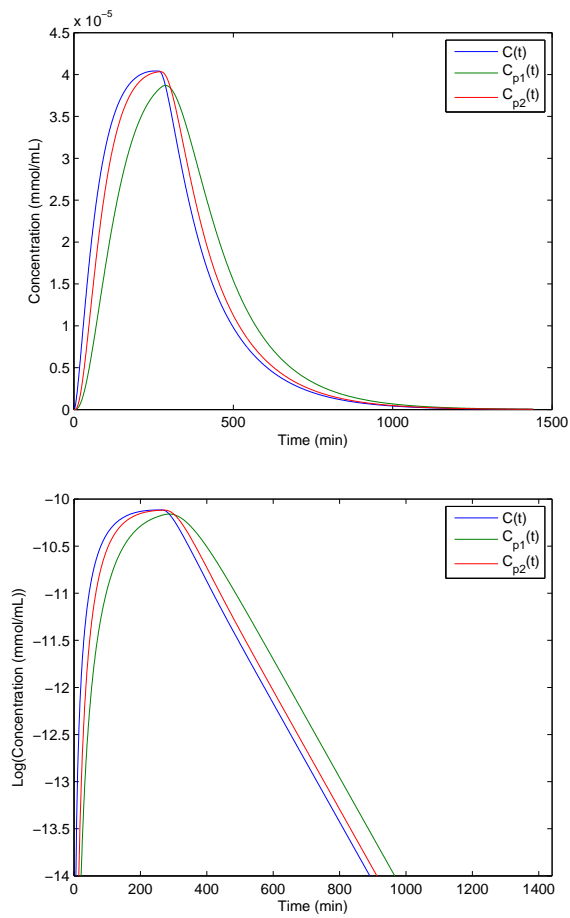 x 10⁻⁵
4.5
4
3.5
3
2.5
2
1.5
1
0.5
0
Concentration (mmol/mL)
C(t)
Cₚ₁(t)
Cₚ₂(t)
0 500 1000 1500
Time (min)
−10
−10.5
−11
−11.5
−12
−12.5
−13
−13.5
−14
Log(Concentration (mmol/mL))
C(t)
Cₚ₁(t)
Cₚ₂(t)
0 200 400 600 800 1000 1200 1400
Time (min)